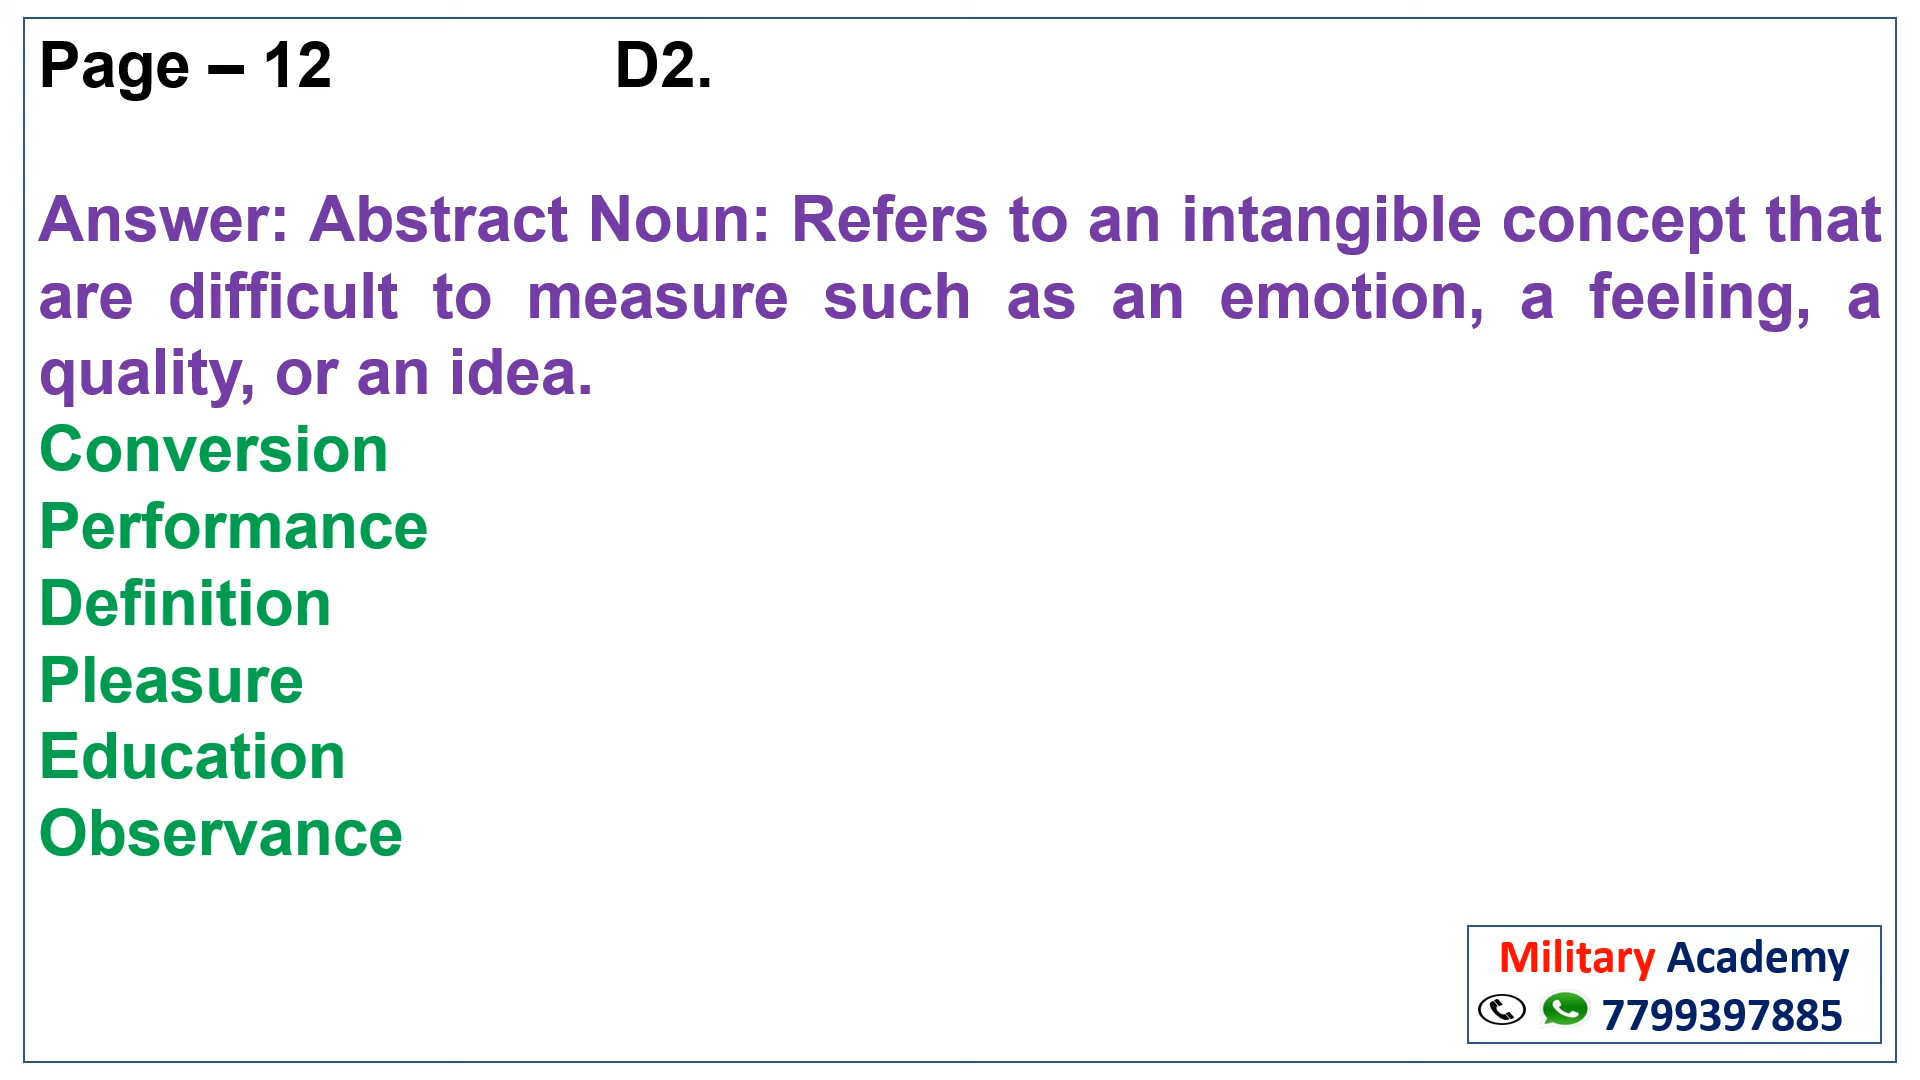 Page – 12 D2.
Answer: Abstract Noun: Refers to an intangible concept that
are difficult to measure such as an emotion, a feeling, a
quality, or an idea.
Conversion
Performance
Definition
Pleasure
Education
Observance
Military Academy
7799397885